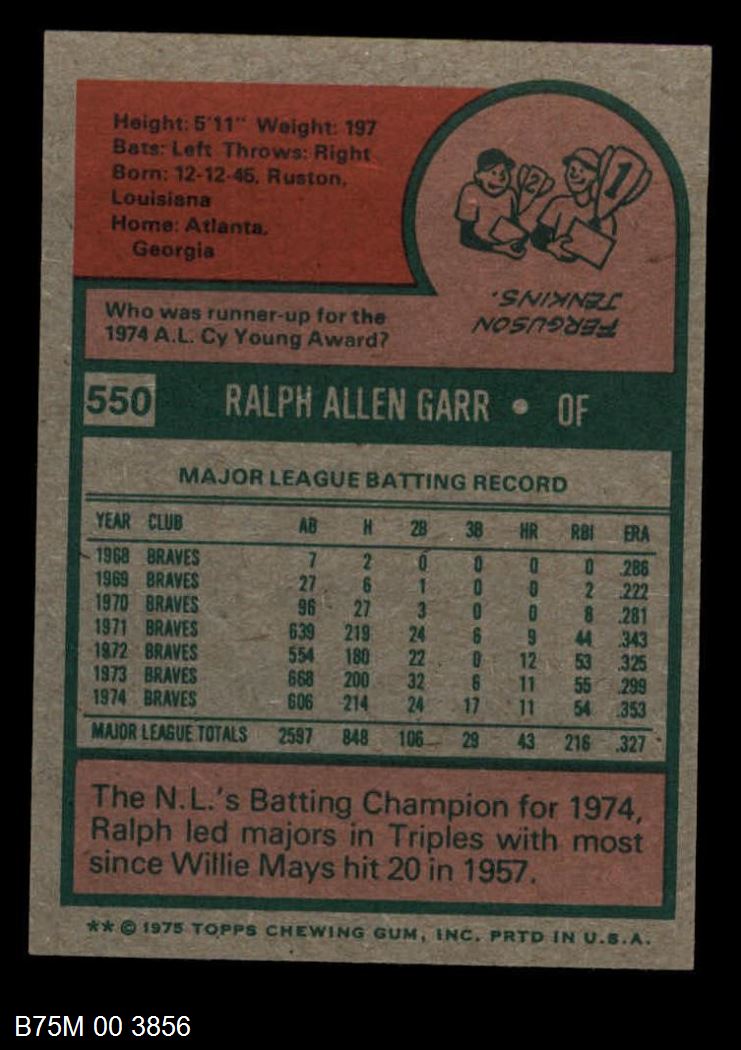 Height: 5'11" Weight: 197
Bats: Left Throws: Right
Born: 12-12-45, Ruston,
Louisiana
Home: Atlanta,
Georgia
2 1
FERGUSON
JENKINS.
Who was runner-up for the
1974 A.L. Cy Young Award?
550 RALPH ALLEN GARR • OF
MAJOR LEAGUE BATTING RECORD
YEAR CLUB AB H 2B 3B HR RBI ERA
1968 BRAVES 7 2 0 0 0 0 .286
1969 BRAVES 27 6 1 0 0 2 .222
1970 BRAVES 96 27 3 0 0 8 .281
1971 BRAVES 639 219 24 6 9 44 .343
1972 BRAVES 554 180 22 0 12 53 .325
1973 BRAVES 668 200 32 6 11 55 .299
1974 BRAVES 606 214 24 17 11 54 .353
MAJOR LEAGUE TOTALS 2597 848 106 29 43 216 .327
The N.L.'s Batting Champion for 1974,
Ralph led majors in Triples with most
since Willie Mays hit 20 in 1957.
** © 1975 TOPPS CHEWING GUM, INC. PRTD IN U.S.A.
B75M 00 3856